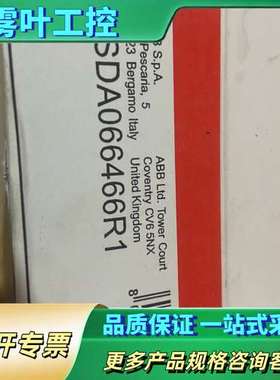 雾叶工控
S.p.A.
Pescaria, 5
23 Bergamo Italy
SDA066466R1
ABB Ltd. Tower Court
Coventry CV6 5NX
United Kingdom
8
开专票
品质保证 一站式采
更多产品规格咨询客